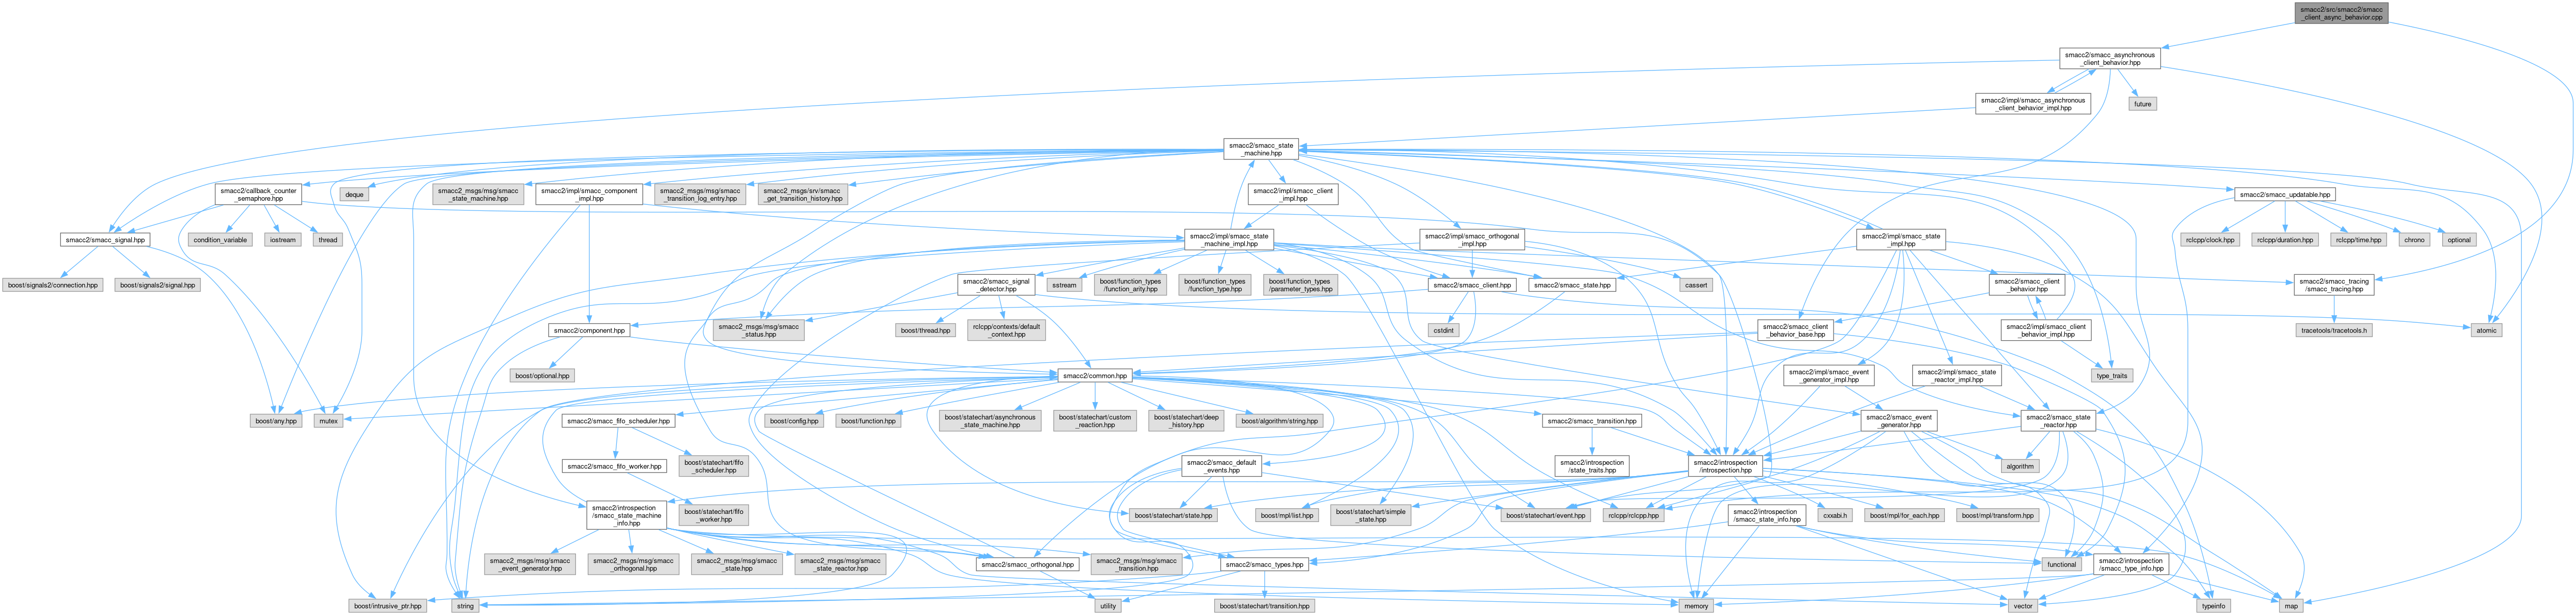 smacc2/src/smacc2/smacc
_client_async_behavior.cpp
smacc2/smacc_asynchronous
_client_behavior.hpp
smacc2/impl/smacc_asynchronous
_client_behavior_impl.hpp
future
smacc2/smacc_state
_machine.hpp
smacc2/callback_counter
_semaphore.hpp
deque
smacc2_msgs/msg/smacc
_state_machine.hpp
smacc2/impl/smacc_component
_impl.hpp
smacc2_msgs/msg/smacc
_transition_log_entry.hpp
smacc2_msgs/srv/smacc
_get_transition_history.hpp
smacc2/impl/smacc_client
_impl.hpp
smacc2/smacc_updatable.hpp
smacc2/smacc_signal.hpp
condition_variable
iostream
thread
smacc2/impl/smacc_state
_machine_impl.hpp
smacc2/impl/smacc_orthogonal
_impl.hpp
smacc2/impl/smacc_state
_impl.hpp
rclcpp/clock.hpp
rclcpp/duration.hpp
rclcpp/time.hpp
chrono
optional
boost/signals2/connection.hpp
boost/signals2/signal.hpp
smacc2/smacc_signal
_detector.hpp
sstream
boost/function_types
/function_arity.hpp
boost/function_types
/function_type.hpp
boost/function_types
/parameter_types.hpp
smacc2/smacc_client.hpp
cassert
smacc2/smacc_state.hpp
smacc2/smacc_client
_behavior.hpp
smacc2/smacc_tracing
/smacc_tracing.hpp
smacc2/component.hpp
smacc2_msgs/msg/smacc
_status.hpp
boost/thread.hpp
rclcpp/contexts/default
_context.hpp
cstdint
smacc2/smacc_client
_behavior_base.hpp
smacc2/impl/smacc_client
_behavior_impl.hpp
tracetools/tracetools.h
atomic
boost/optional.hpp
smacc2/common.hpp
smacc2/impl/smacc_event
_generator_impl.hpp
smacc2/impl/smacc_state
_reactor_impl.hpp
type_traits
boost/any.hpp
mutex
smacc2/smacc_fifo_scheduler.hpp
boost/config.hpp
boost/function.hpp
boost/statechart/asynchronous
_state_machine.hpp
boost/statechart/custom
_reaction.hpp
boost/statechart/deep
_history.hpp
boost/algorithm/string.hpp
smacc2/smacc_transition.hpp
smacc2/smacc_event
_generator.hpp
smacc2/smacc_state
_reactor.hpp
smacc2/smacc_fifo_worker.hpp
boost/statechart/fifo
_scheduler.hpp
smacc2/smacc_default
_events.hpp
smacc2/introspection
/state_traits.hpp
smacc2/introspection
/introspection.hpp
algorithm
smacc2/introspection
/smacc_state_machine
_info.hpp
boost/statechart/fifo
_worker.hpp
boost/statechart/state.hpp
boost/mpl/list.hpp
boost/statechart/simple
_state.hpp
boost/statechart/event.hpp
rclcpp/rclcpp.hpp
smacc2/introspection
/smacc_state_info.hpp
cxxabi.h
boost/mpl/for_each.hpp
boost/mpl/transform.hpp
smacc2_msgs/msg/smacc
_event_generator.hpp
smacc2_msgs/msg/smacc
_orthogonal.hpp
smacc2_msgs/msg/smacc
_state.hpp
smacc2_msgs/msg/smacc
_state_reactor.hpp
smacc2/smacc_orthogonal.hpp
smacc2_msgs/msg/smacc
_transition.hpp
smacc2/smacc_types.hpp
functional
smacc2/introspection
/smacc_type_info.hpp
boost/intrusive_ptr.hpp
string
utility
boost/statechart/transition.hpp
memory
vector
typeinfo
map